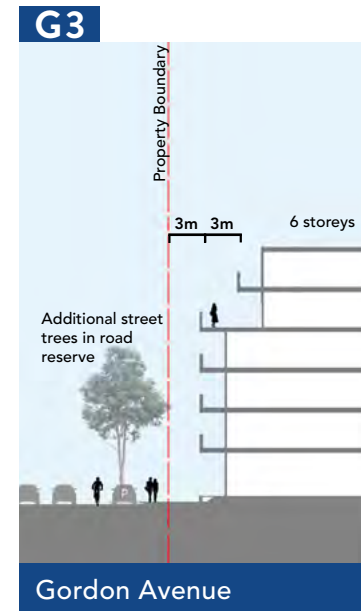 G3
Property Boundary
3m 3m
6 storeys
Additional street
trees in road
reserve
P
Gordon Avenue